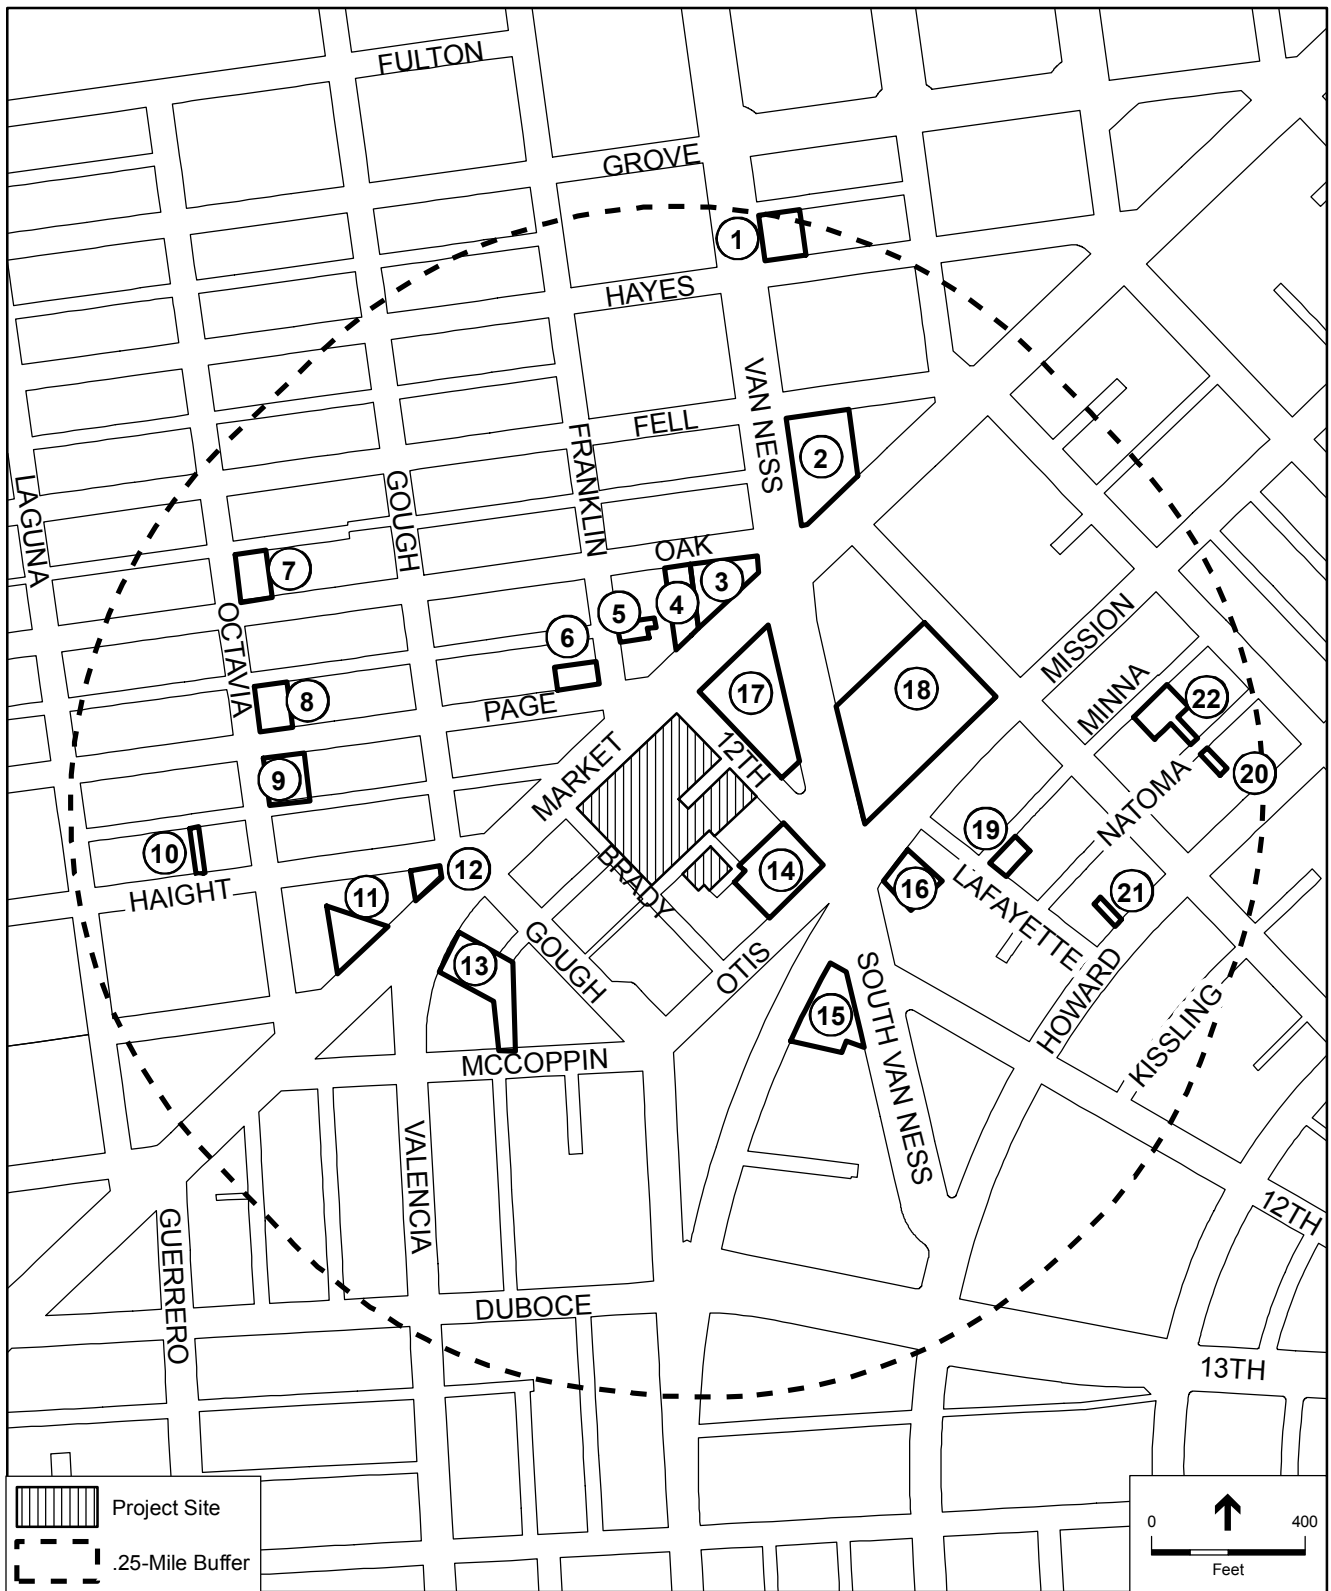 FULTON
GROVE
1
HAYES
VAN NESS
FELL
2
FRANKLIN
GOUGH
LAGUNA
OAK
7
3
4
5
6
OCTAVIA
8
PAGE
17
18
MISSION
MINNA
22
12TH
MARKET
9
20
NATOMA
19
10
HAIGHT
12
11
BRADY
14
16
LAFAYETTE
21
GOUGH
13
OTIS
15
SOUTH VAN NESS
HOWARD
KISSLING
MCCOPPIN
VALENCIA
GUERRERO
12TH
DUBOCE
13TH
Project Site
.25-Mile Buffer
0 400
Feet